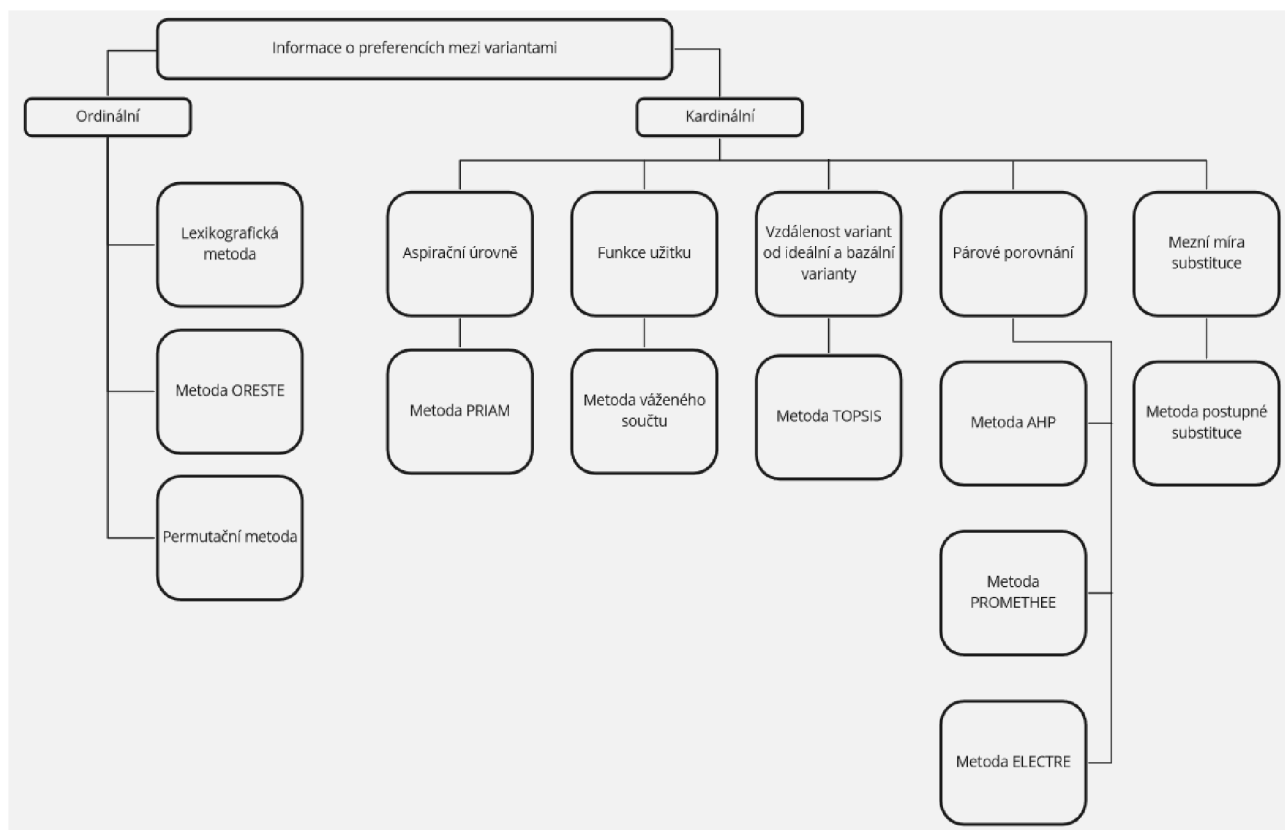 Informace o preferencích mezi variantami
Ordinální
Kardinální
Lexikografická
metoda
Metoda ORESTE
Permutační metoda
Aspirační úrovně
Funkce užitku
Vzdálenost variant
od ideální a bazální
varianty
Párové porovnání
Mezní míra
substituce
Metoda PRIAM
Metoda váženého
součtu
Metoda TOPSIS
Metoda AHP
Metoda postupné
substituce
Metoda
PROMETHEE
Metoda ELECTRE